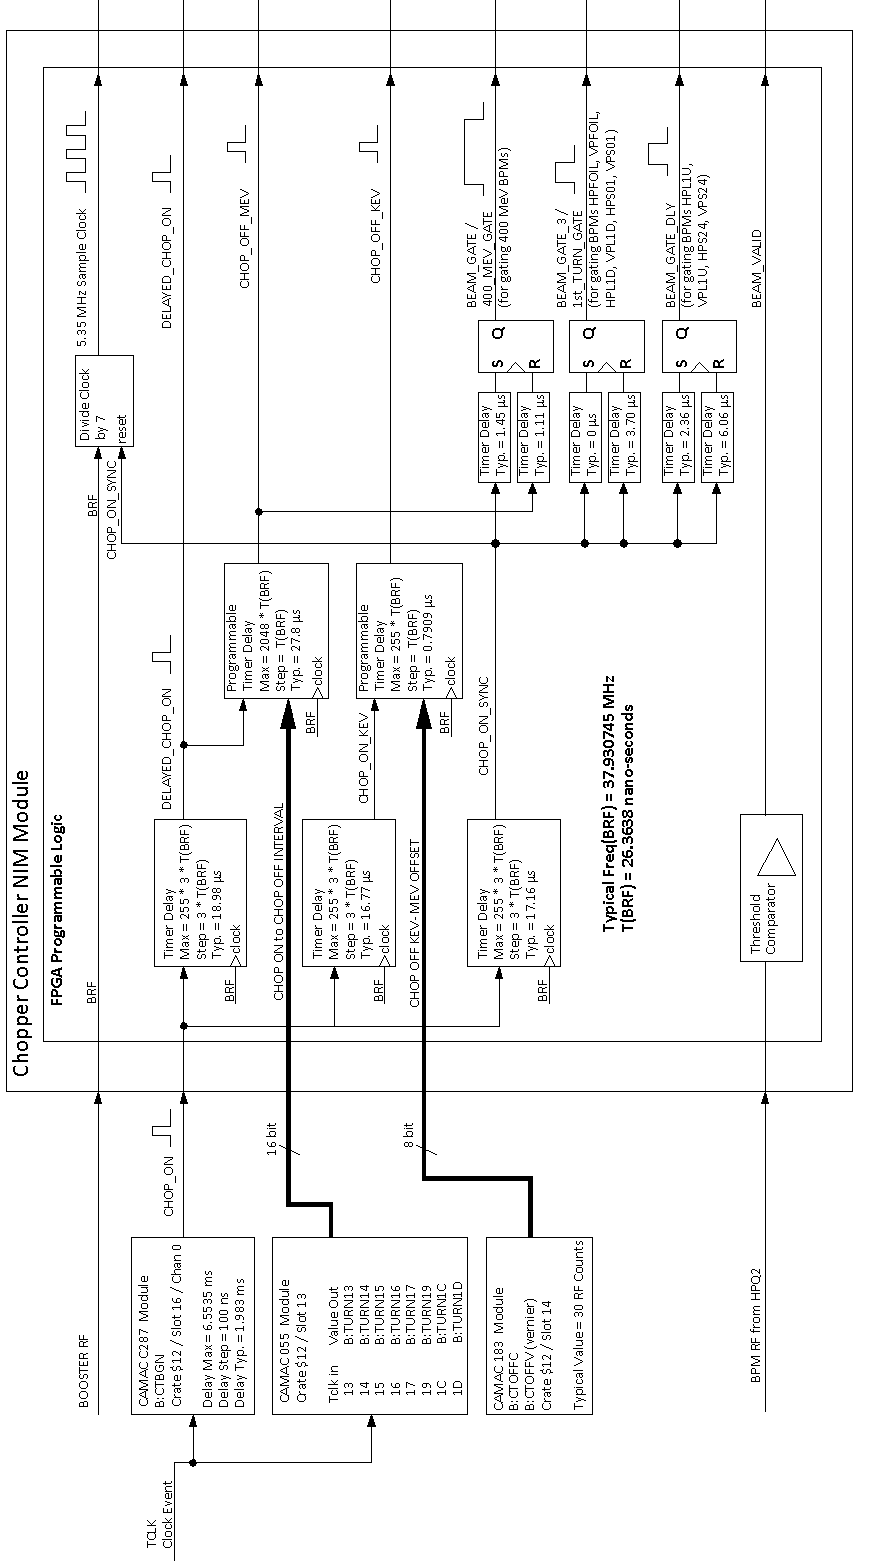 Chopper Controller NIM Module
FPGA Programmable Logic
TCLK
Clock Event
BOOSTER RF
CAMAC C287 Module
B:CTBGN
Crate $12 / Slot 16 / Chan 0
Delay Max = 6.5535 ms
Delay Step = 100 ns
Delay Typ. = 1.983 ms
CAMAC 055 Module
Crate $12 / Slot 13
Tclk in Value Out
13 B:TURN13
14 B:TURN14
15 B:TURN15
16 B:TURN16
17 B:TURN17
19 B:TURN19
1C B:TURN1C
1D B:TURN1D
CAMAC 183 Module
B:CTOFFC
B:CTOFFV (vernier)
Crate $12 / Slot 14
Typical Value = 30 RF Counts
BPM RF from HPQ2
CHOP_ON
16 bit
8 bit
BRF
Timer Delay
Max = 255 * 3 * T(BRF)
Step = 3 * T(BRF)
Typ. = 18.98 µs
clock
BRF
CHOP ON to CHOP OFF INTERVAL
Timer Delay
Max = 255 * 3 * T(BRF)
Step = 3 * T(BRF)
Typ. = 16.77 µs
clock
BRF
CHOP OFF KEV- MEV OFFSET
Timer Delay
Max = 255 * 3 * T(BRF)
Step = 3 * T(BRF)
Typ. = 17.16 µs
clock
BRF
Threshold
Comparator
Typical Freq(BRF) = 37.930745 MHz
T(BRF) = 26.3638 nano-seconds
DELAYED_CHOP_ON
CHOP_ON_KEV
CHOP_ON_SYNC
Programmable
Timer Delay
Max = 2048 * T(BRF)
Step = T(BRF)
Typ. = 27.8 µs
clock
BRF
Programmable
Timer Delay
Max = 255 * T(BRF)
Step = T(BRF)
Typ. = 0.7909 µs
clock
BRF
BRF
CHOP_ON_SYNC
Divide Clock
by 7
reset
Timer Delay
Typ. = 1.45 µs
Timer Delay
Typ. = 1.11 µs
Timer Delay
Typ. = 0 µs
Timer Delay
Typ. = 3.70 µs
Timer Delay
Typ. = 2.36 µs
Timer Delay
Typ. = 6.06 µs
S Q
R
S Q
R
S Q
R
5.35 MHz Sample Clock
DELAYED_CHOP_ON
CHOP_OFF_MEV
CHOP_OFF_KEV
BEAM_GATE /
400_MEV_GATE
(for gating 400 MeV BPMs)
BEAM_GATE_3 /
1st_TURN_GATE
(for gating BPMs HPFOIL, VPFOIL,
HPL1D, VPL1D, HPS01, VPS01)
BEAM_GATE_DLY
(for gating BPMs HPL1U,
VPL1U, HPS24, VPS24)
BEAM_VALID